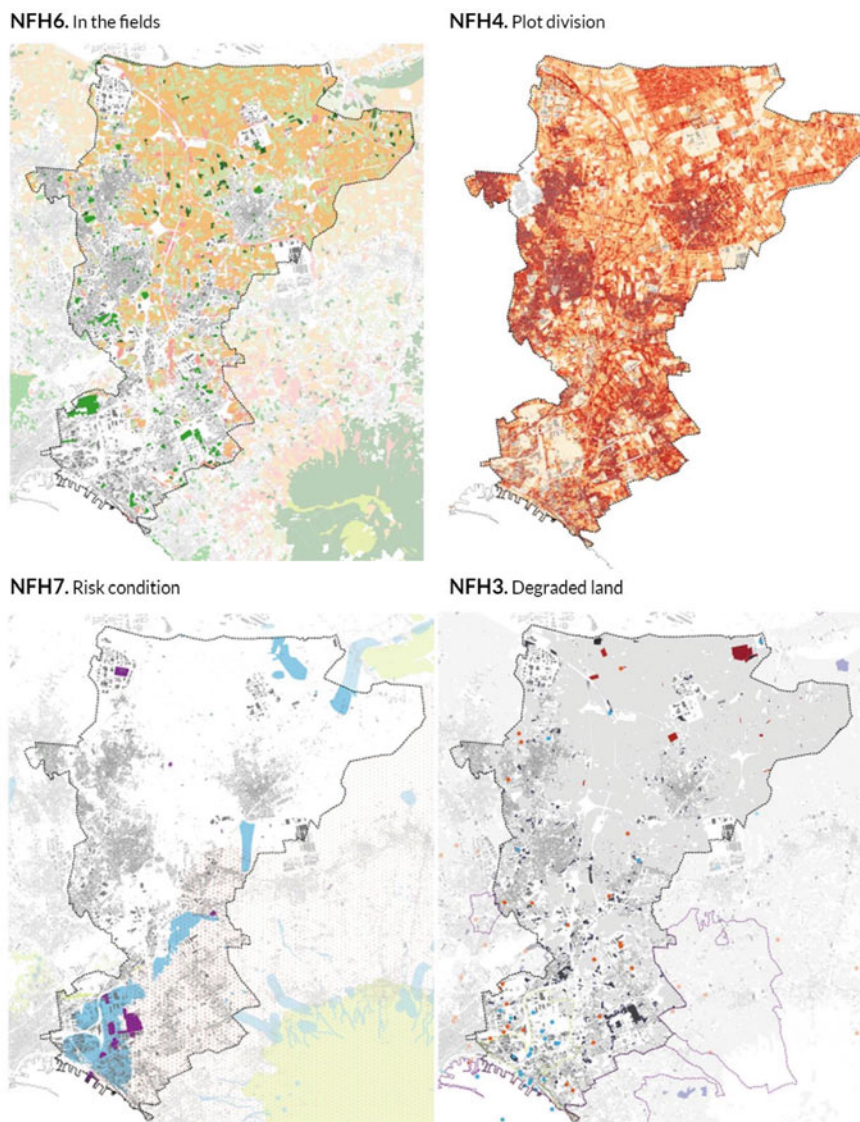 NFH6. In the fields
NFH4. Plot division
NFH7. Risk condition
NFH3. Degraded land